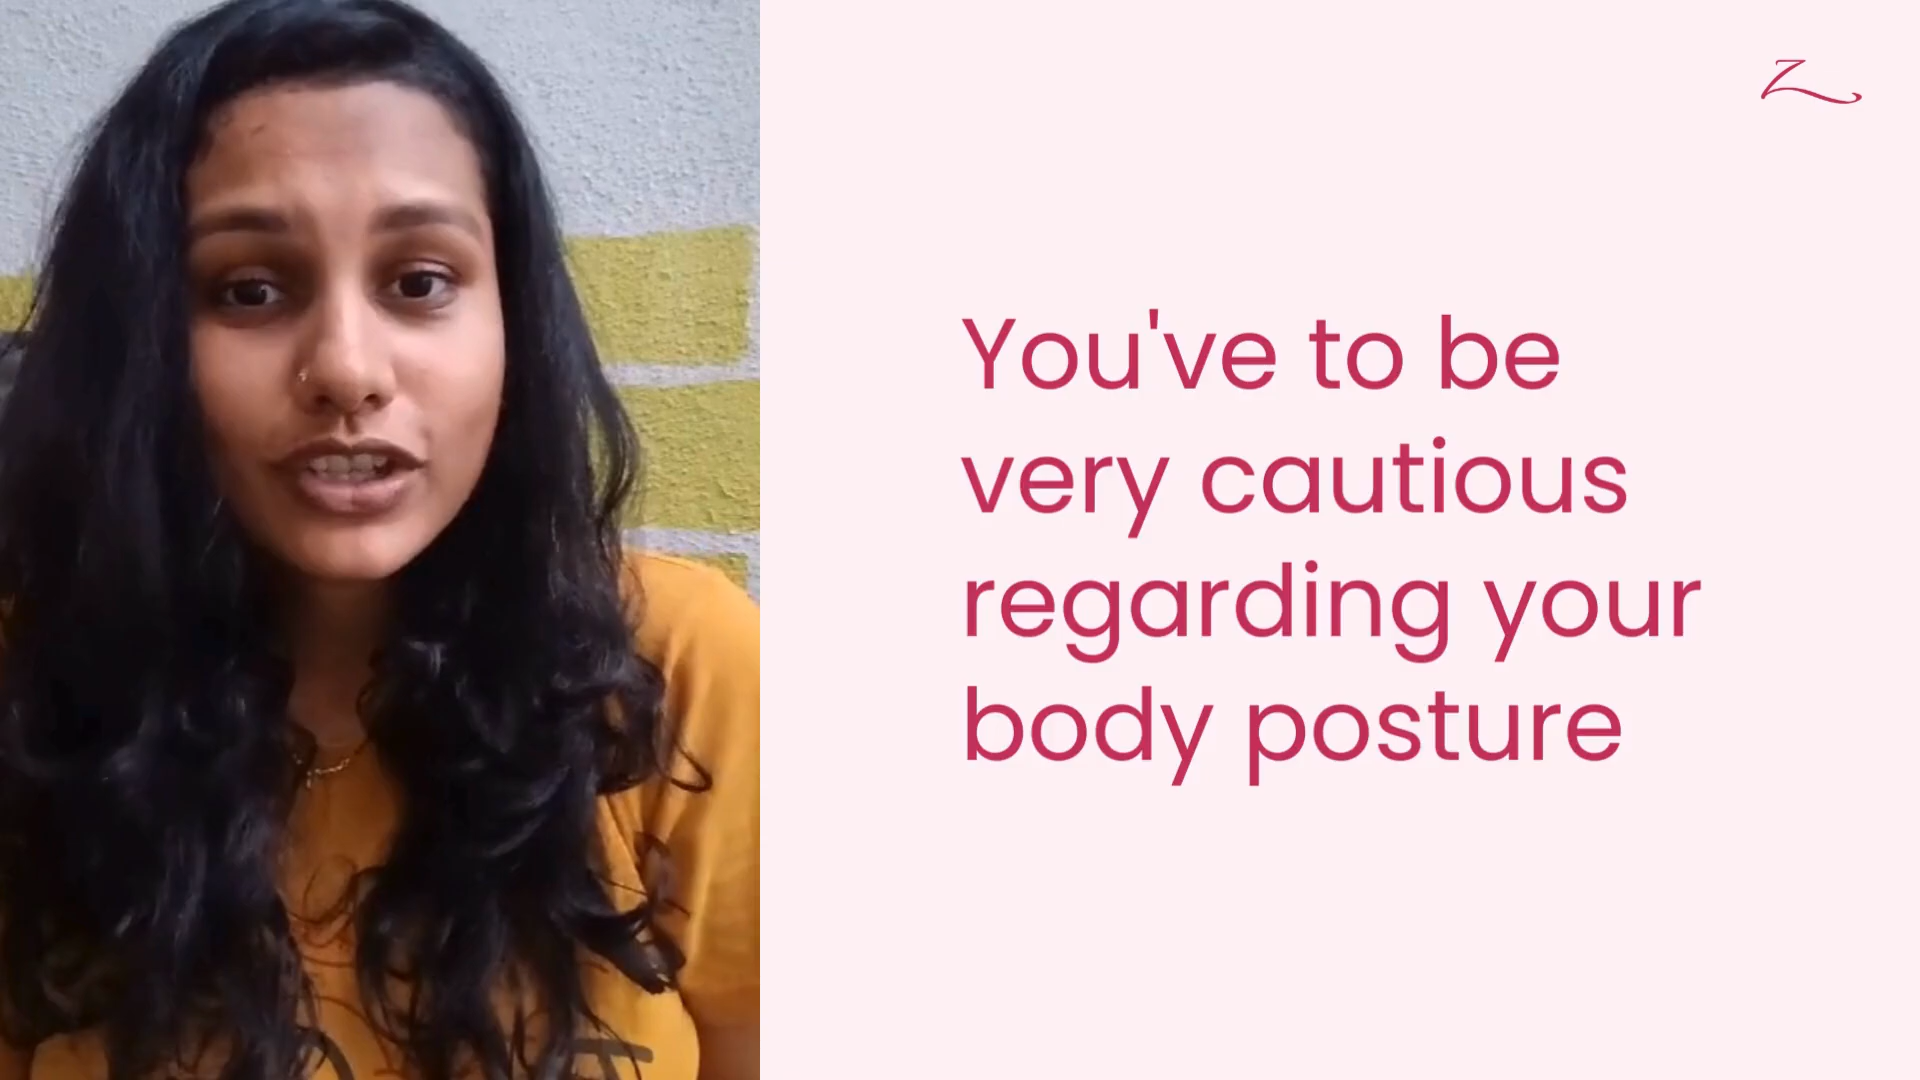 Z
You've to be
very cautious
regarding your
body posture